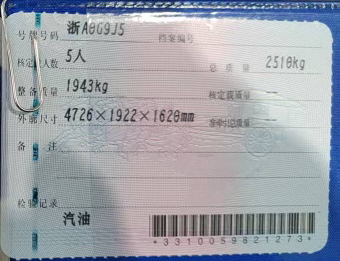 号牌号码 浙A0G9J5 档案编号
核定载人数 5人 总质量 2510kg
整备质量 1943kg 核定载质量 --
外廓尺寸 4726×1922×1620mm 准牵引总质量 --
备注
检验记录
汽油
*3310059821273*